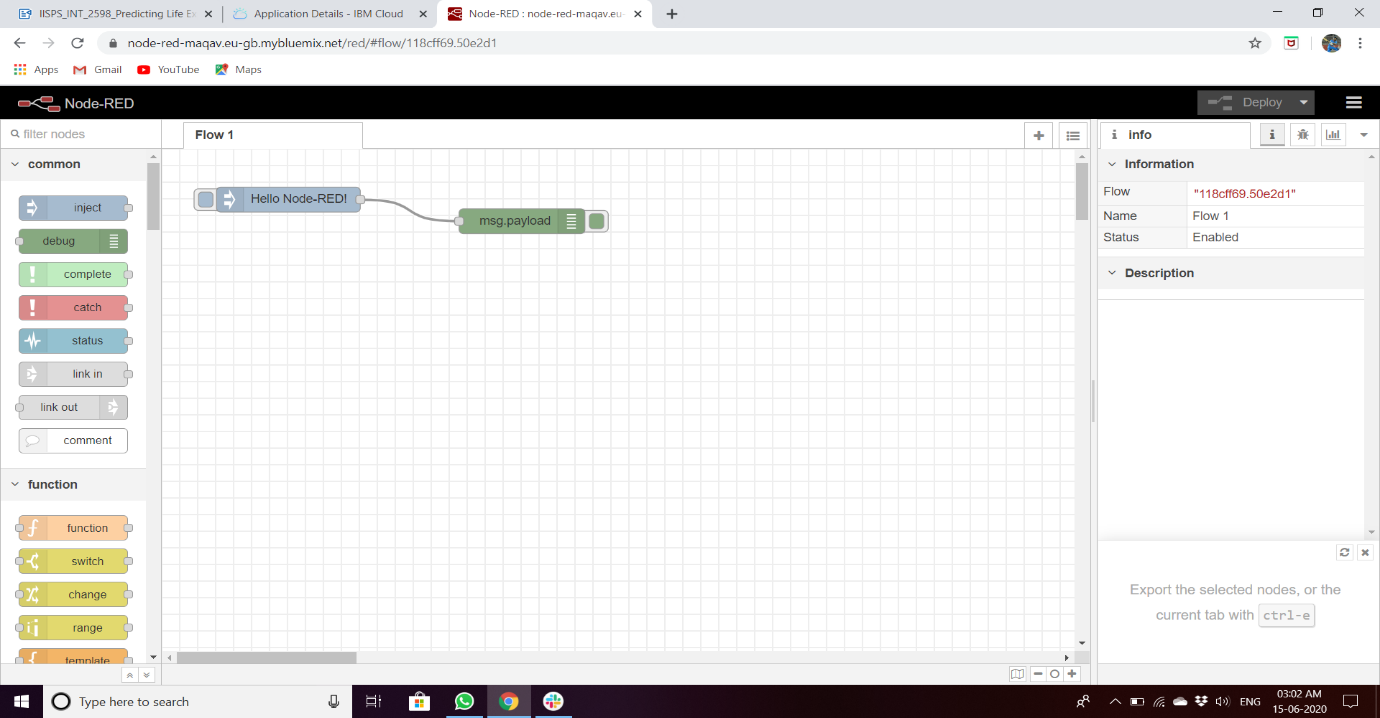 IISPS_INT_2598_Predicting Life Ex
Application Details - IBM Cloud
Node-RED : node-red-maqav.eu-
node-red-maqav.eu-gb.mybluemix.net/red/#flow/118cff69.50e2d1
Apps
Gmail
YouTube
Maps
Node-RED
Deploy
filter nodes
common
inject
debug
complete
catch
status
link in
link out
comment
function
function
switch
change
range
template
Flow 1
Hello Node-RED!
msg.payload
info
Information
Flow "118cff69.50e2d1"
Name Flow 1
Status Enabled
Description
Export the selected nodes, or the
current tab with ctrl-e
Type here to search
ENG
03:02 AM
15-06-2020